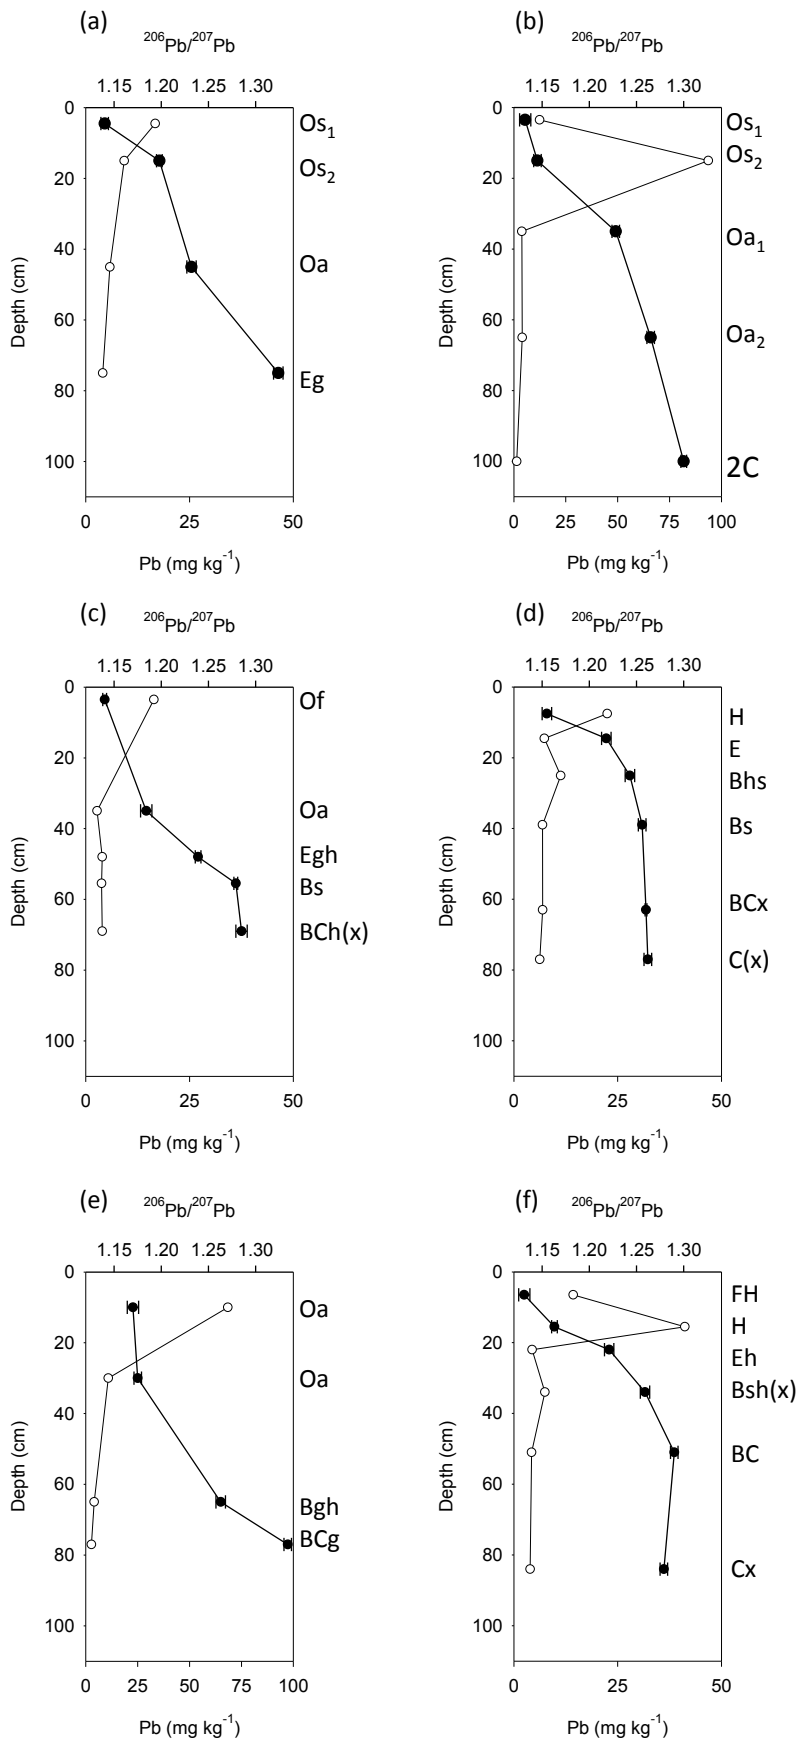 (a)
²⁰⁶Pb/²⁰⁷Pb
1.15 1.20 1.25 1.30
Depth (cm)
0
20
40
60
80
100
Os₁
Os₂
Oa
Eg
0 25 50
Pb (mg kg⁻¹)
(b)
²⁰⁶Pb/²⁰⁷Pb
1.15 1.20 1.25 1.30
Depth (cm)
0
20
40
60
80
100
Os₁
Os₂
Oa₁
Oa₂
2C
0 25 50 75 100
Pb (mg kg⁻¹)
(c)
²⁰⁶Pb/²⁰⁷Pb
1.15 1.20 1.25 1.30
Depth (cm)
0
20
40
60
80
100
Of
Oa
Egh
Bs
BCh(x)
0 25 50
Pb (mg kg⁻¹)
(d)
²⁰⁶Pb/²⁰⁷Pb
1.15 1.20 1.25 1.30
Depth (cm)
0
20
40
60
80
100
H
E
Bhs
Bs
BCx
C(x)
0 25 50
Pb (mg kg⁻¹)
(e)
²⁰⁶Pb/²⁰⁷Pb
1.15 1.20 1.25 1.30
Depth (cm)
0
20
40
60
80
100
Oa
Oa
Bgh
BCg
0 25 50 75 100
Pb (mg kg⁻¹)
(f)
²⁰⁶Pb/²⁰⁷Pb
1.15 1.20 1.25 1.30
Depth (cm)
0
20
40
60
80
100
FH
H
Eh
Bsh(x)
BC
Cx
0 25 50
Pb (mg kg⁻¹)